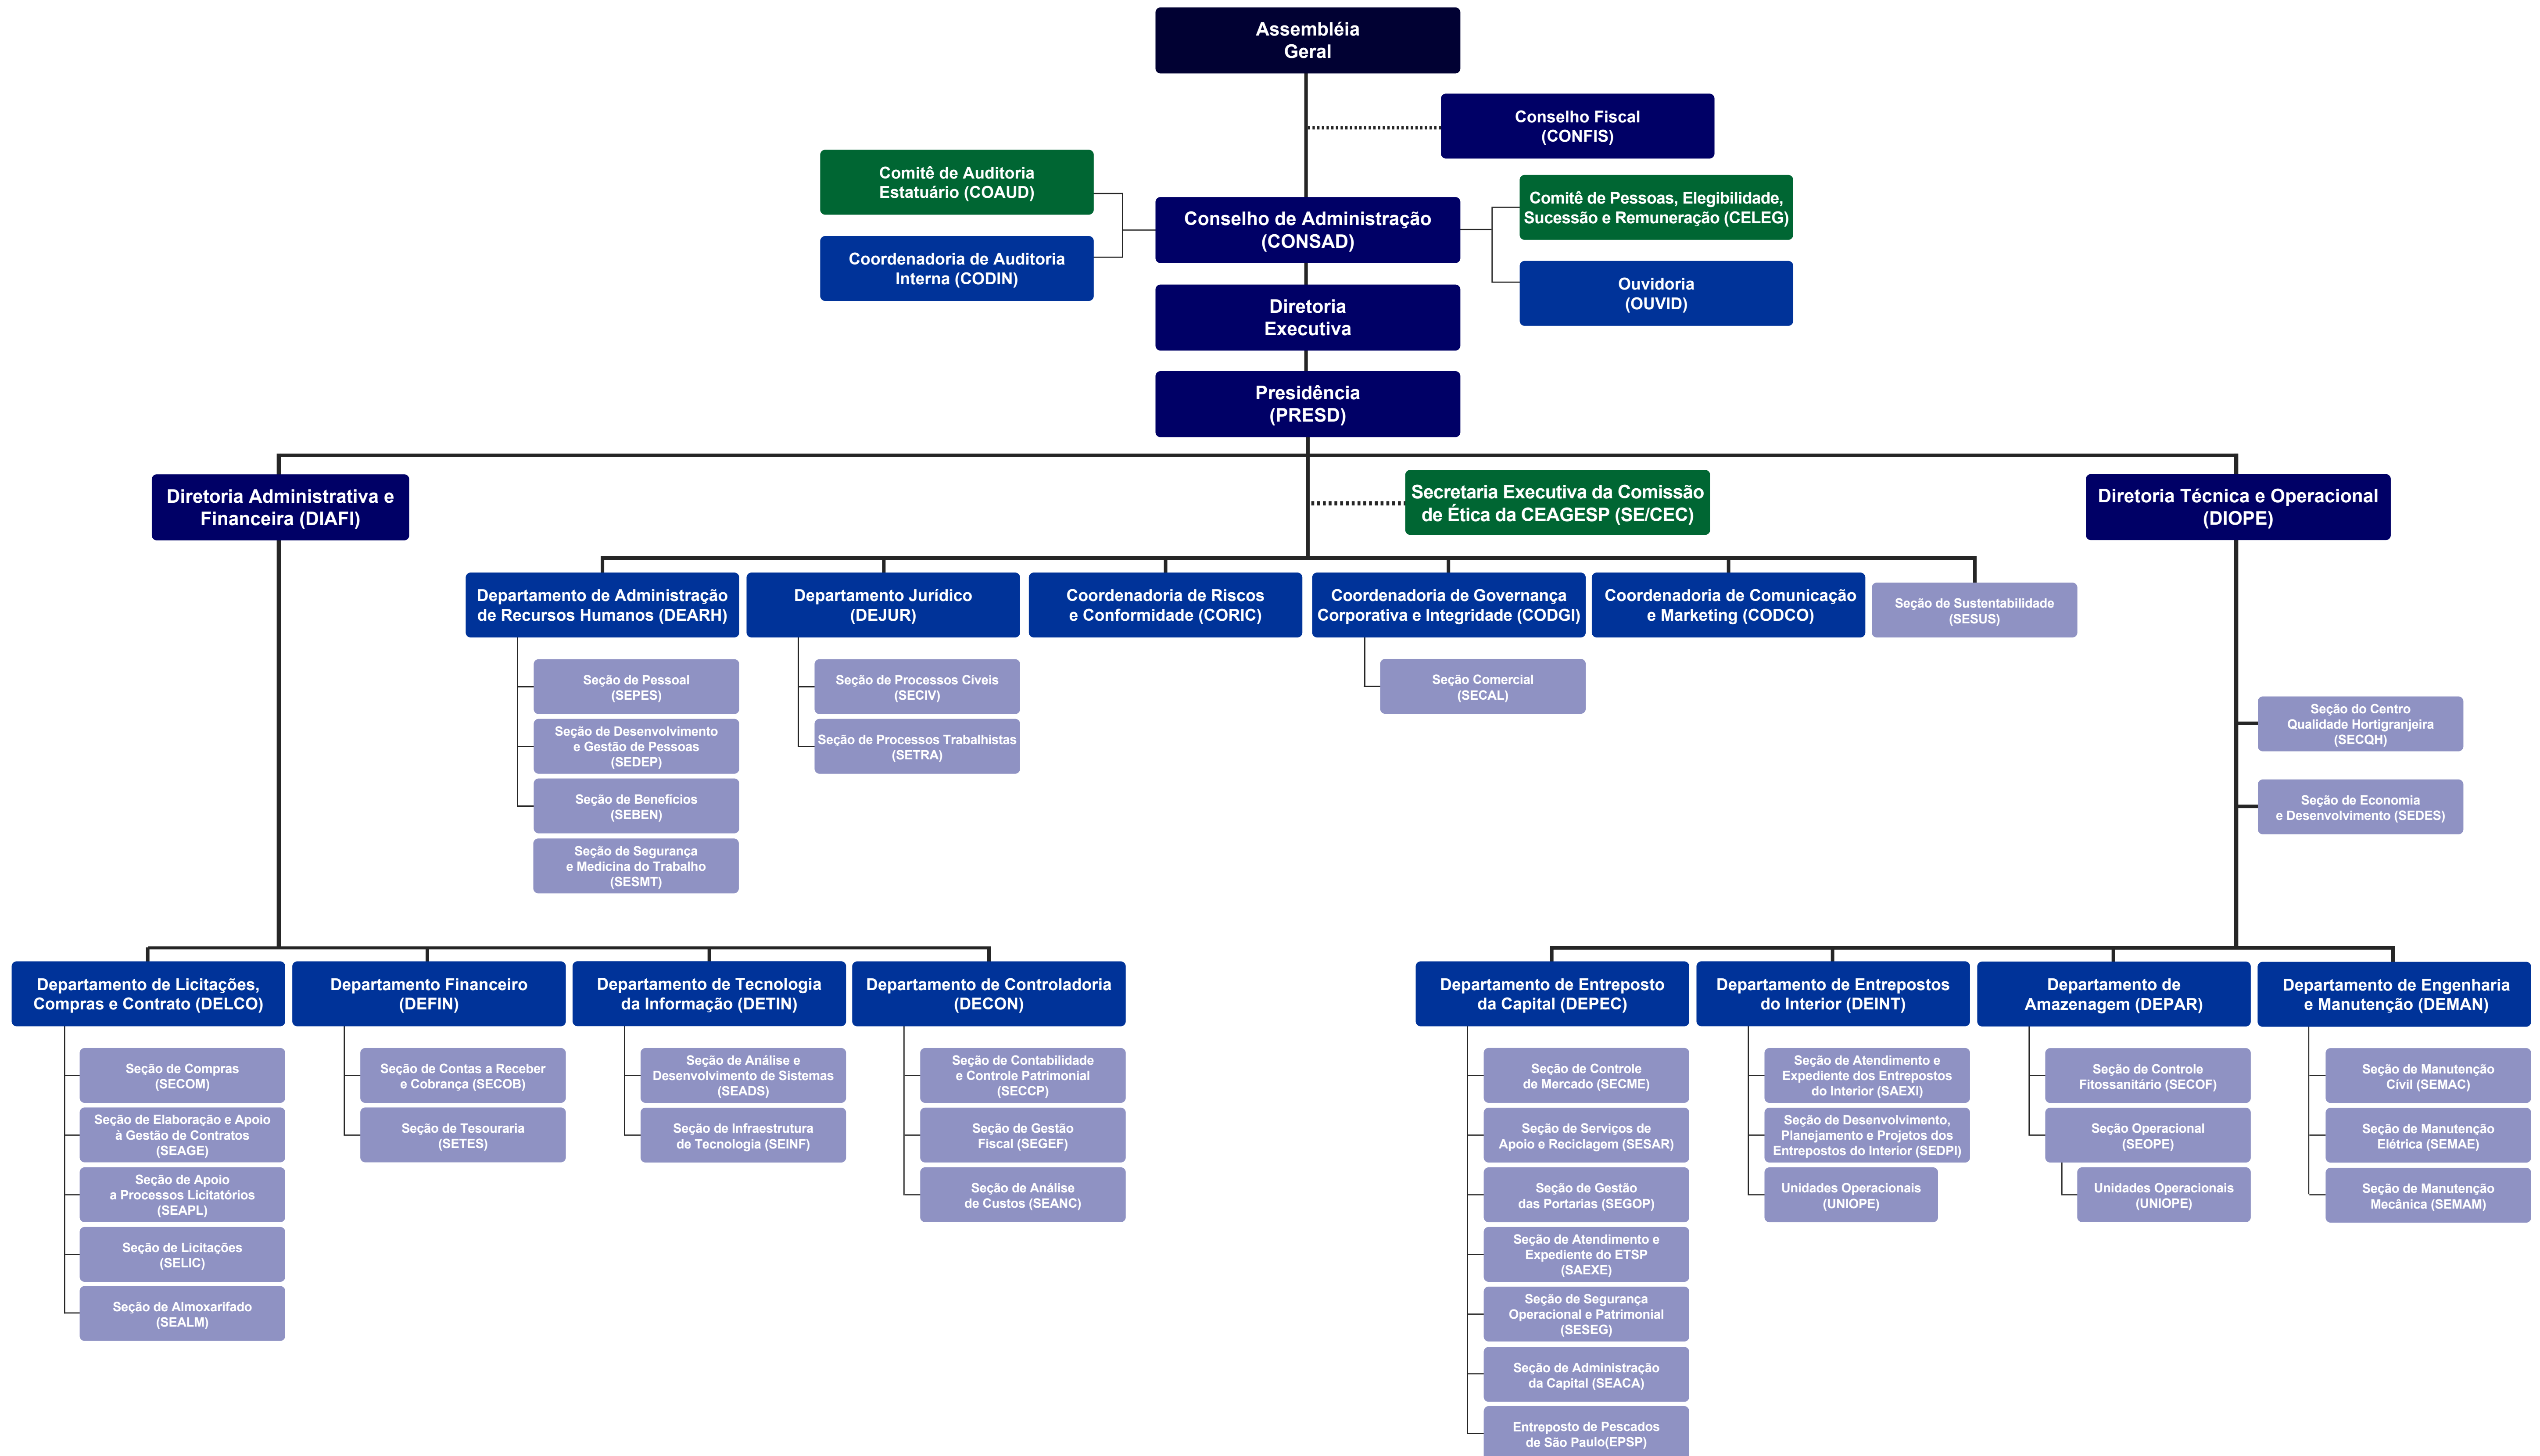 Assembléia
Geral
Conselho Fiscal
(CONFIS)
Comitê de Auditoria
Estatuário (COAUD)
Comitê de Pessoas, Elegibilidade,
Sucessão e Remuneração (CELEG)
Conselho de Administração
(CONSAD)
Coordenadoria de Auditoria
Interna (CODIN)
Ouvidoria
(OUVID)
Diretoria
Executiva
Presidência
(PRESD)
Diretoria Administrativa e
Financeira (DIAFI)
Secretaria Executiva da Comissão
de Ética da CEAGESP (SE/CEC)
Diretoria Técnica e Operacional
(DIOPE)
Departamento de Administração
de Recursos Humanos (DEARH)
Departamento Jurídico
(DEJUR)
Coordenadoria de Riscos
e Conformidade (CORIC)
Coordenadoria de Governança
Corporativa e Integridade (CODGI)
Coordenadoria de Comunicação
e Marketing (CODCO)
Seção de Sustentabilidade
(SESUS)
Seção de Pessoal
(SEPES)
Seção de Desenvolvimento
e Gestão de Pessoas
(SEDEP)
Seção de Benefícios
(SEBEN)
Seção de Segurança
e Medicina do Trabalho
(SESMT)
Seção de Processos Cíveis
(SECIV)
Seção de Processos Trabalhistas
(SETRA)
Seção Comercial
(SECAL)
Seção do Centro
Qualidade Hortigranjeira
(SECQH)
Seção de Economia
e Desenvolvimento (SEDES)
Departamento de Licitações,
Compras e Contrato (DELCO)
Seção de Compras
(SECOM)
Seção de Elaboração e Apoio
à Gestão de Contratos
(SEAGE)
Seção de Apoio
a Processos Licitatórios
(SEAPL)
Seção de Licitações
(SELIC)
Seção de Almoxarifado
(SEALM)
Departamento Financeiro
(DEFIN)
Seção de Contas a Receber
e Cobrança (SECOB)
Seção de Tesouraria
(SETES)
Departamento de Tecnologia
da Informação (DETIN)
Seção de Análise e
Desenvolvimento de Sistemas
(SEADS)
Seção de Infraestrutura
de Tecnologia (SEINF)
Departamento de Controladoria
(DECON)
Seção de Contabilidade
e Controle Patrimonial
(SECCP)
Seção de Gestão
Fiscal (SEGEF)
Seção de Análise
de Custos (SEANC)
Departamento de Entreposto
da Capital (DEPEC)
Seção de Controle
de Mercado (SECME)
Seção de Serviços de
Apoio e Reciclagem (SESAR)
Seção de Gestão
das Portarias (SEGOP)
Seção de Atendimento e
Expediente do ETSP
(SAEXE)
Seção de Segurança
Operacional e Patrimonial
(SESEG)
Seção de Administração
da Capital (SEACA)
Entreposto de Pescados
de São Paulo(EPSP)
Departamento de Entrepostos
do Interior (DEINT)
Seção de Atendimento e
Expediente dos Entrepostos
do Interior (SAEXI)
Seção de Desenvolvimento,
Planejamento e Projetos dos
Entrepostos do Interior (SEDPI)
Unidades Operacionais
(UNIOPE)
Departamento de
Amazenagem (DEPAR)
Seção de Controle
Fitossanitário (SECOF)
Seção Operacional
(SEOPE)
Unidades Operacionais
(UNIOPE)
Departamento de Engenharia
e Manutenção (DEMAN)
Seção de Manutenção
Cívil (SEMAC)
Seção de Manutenção
Elétrica (SEMAE)
Seção de Manutenção
Mecânica (SEMAM)